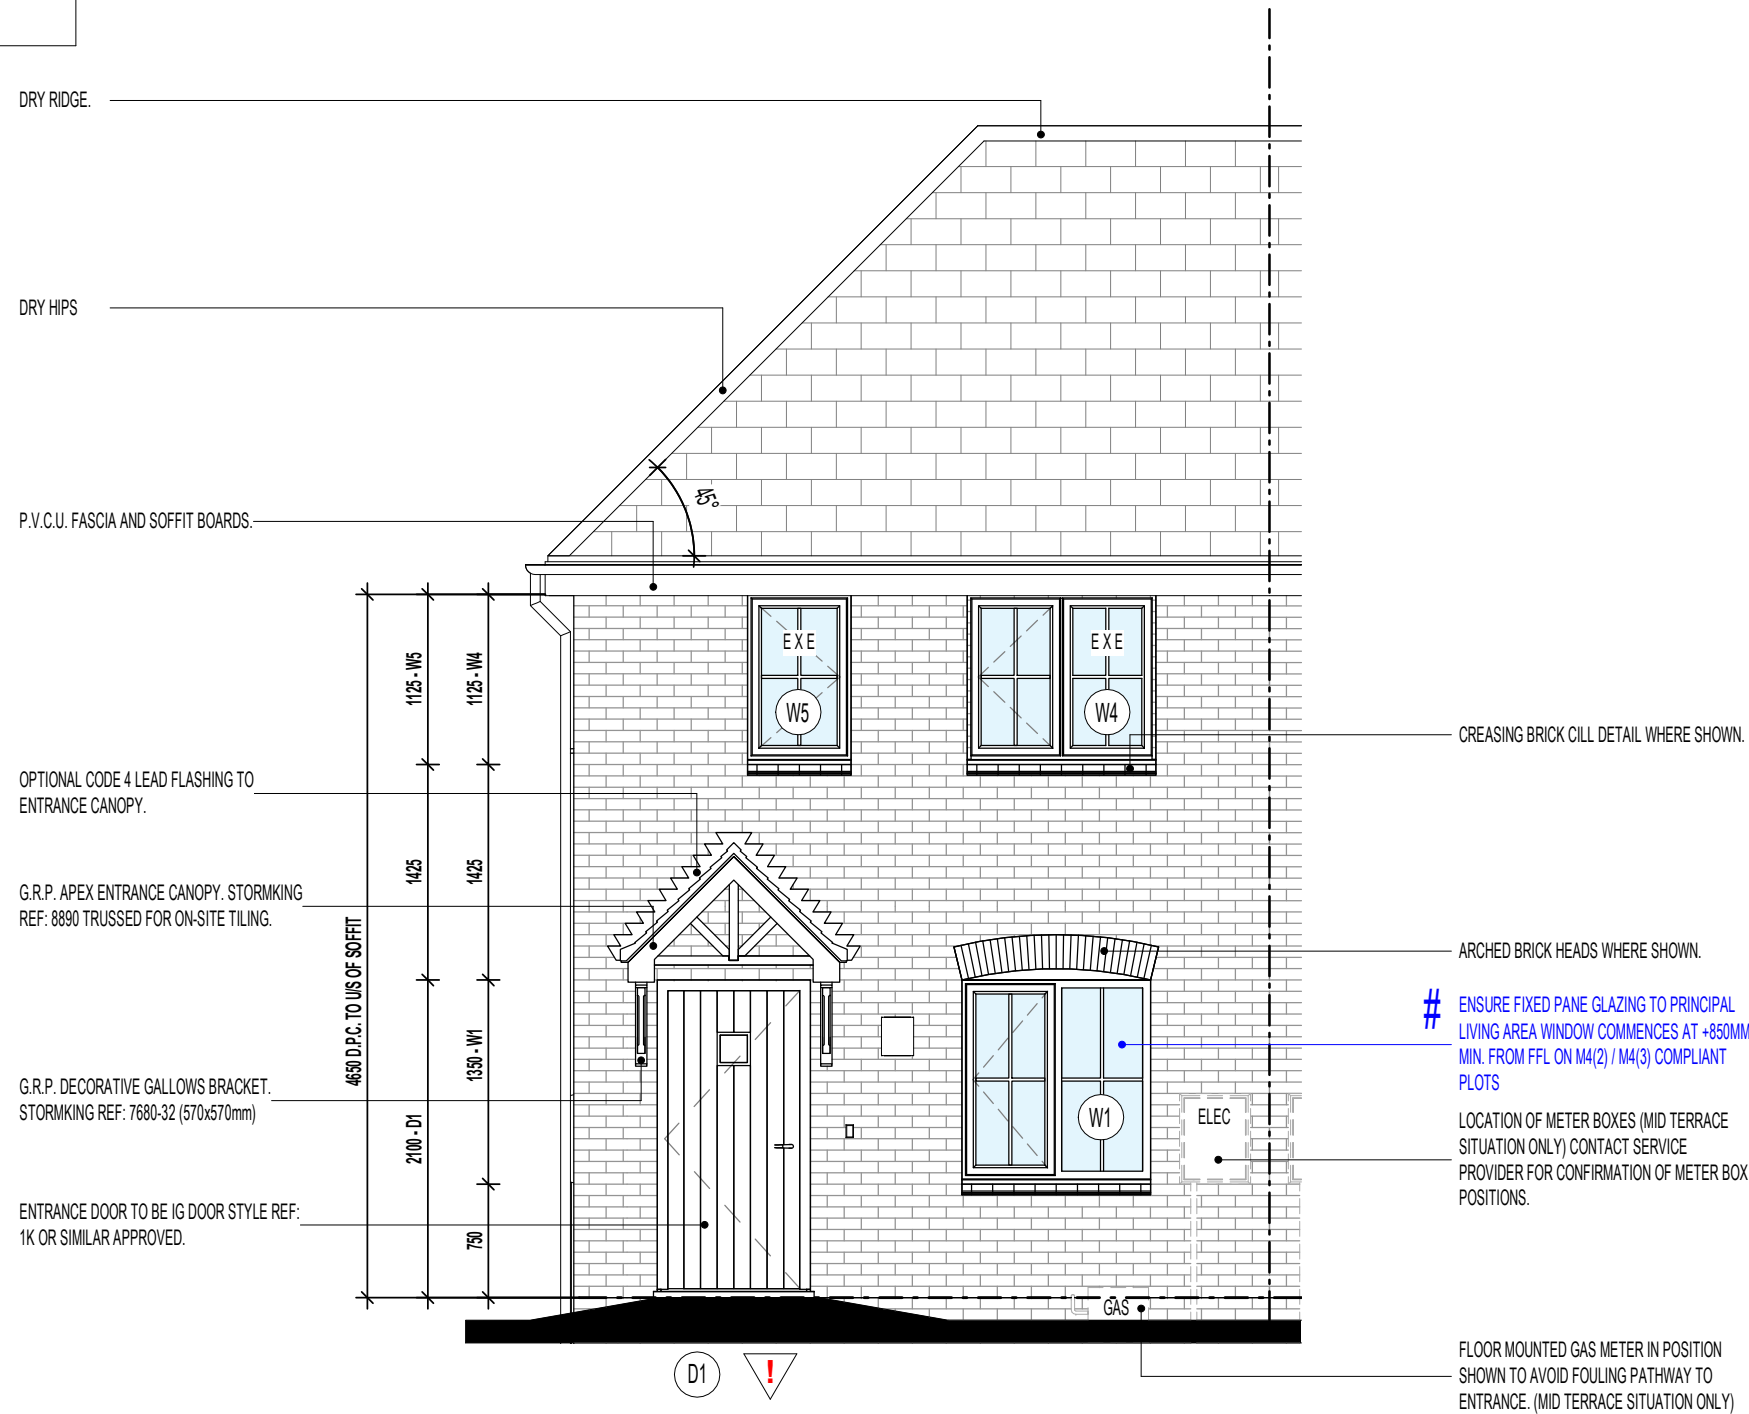 DRY RIDGE.
DRY HIPS
45°
P.V.C.U. FASCIA AND SOFFIT BOARDS.
1125 - W5
1125 - W4
EXE
W5
EXE
W4
CREASING BRICK CILL DETAIL WHERE SHOWN.
OPTIONAL CODE 4 LEAD FLASHING TO
ENTRANCE CANOPY.
1425
1425
G.R.P. APEX ENTRANCE CANOPY. STORMKING
REF: 8890 TRUSSED FOR ON-SITE TILING.
4650 D.P.C. TO U/S OF SOFFIT
ARCHED BRICK HEADS WHERE SHOWN.
# ENSURE FIXED PANE GLAZING TO PRINCIPAL
LIVING AREA WINDOW COMMENCES AT +850MM
MIN. FROM FFL ON M4(2) / M4(3) COMPLIANT
PLOTS
1350 - W1
G.R.P. DECORATIVE GALLOWS BRACKET.
STORMKING REF: 7680-32 (570x570mm)
2100 - D1
W1
ELEC
LOCATION OF METER BOXES (MID TERRACE
SITUATION ONLY) CONTACT SERVICE
PROVIDER FOR CONFIRMATION OF METER BOX
POSITIONS.
ENTRANCE DOOR TO BE IG DOOR STYLE REF:
1K OR SIMILAR APPROVED.
750
GAS
D1
!
FLOOR MOUNTED GAS METER IN POSITION
SHOWN TO AVOID FOULING PATHWAY TO
ENTRANCE. (MID TERRACE SITUATION ONLY)